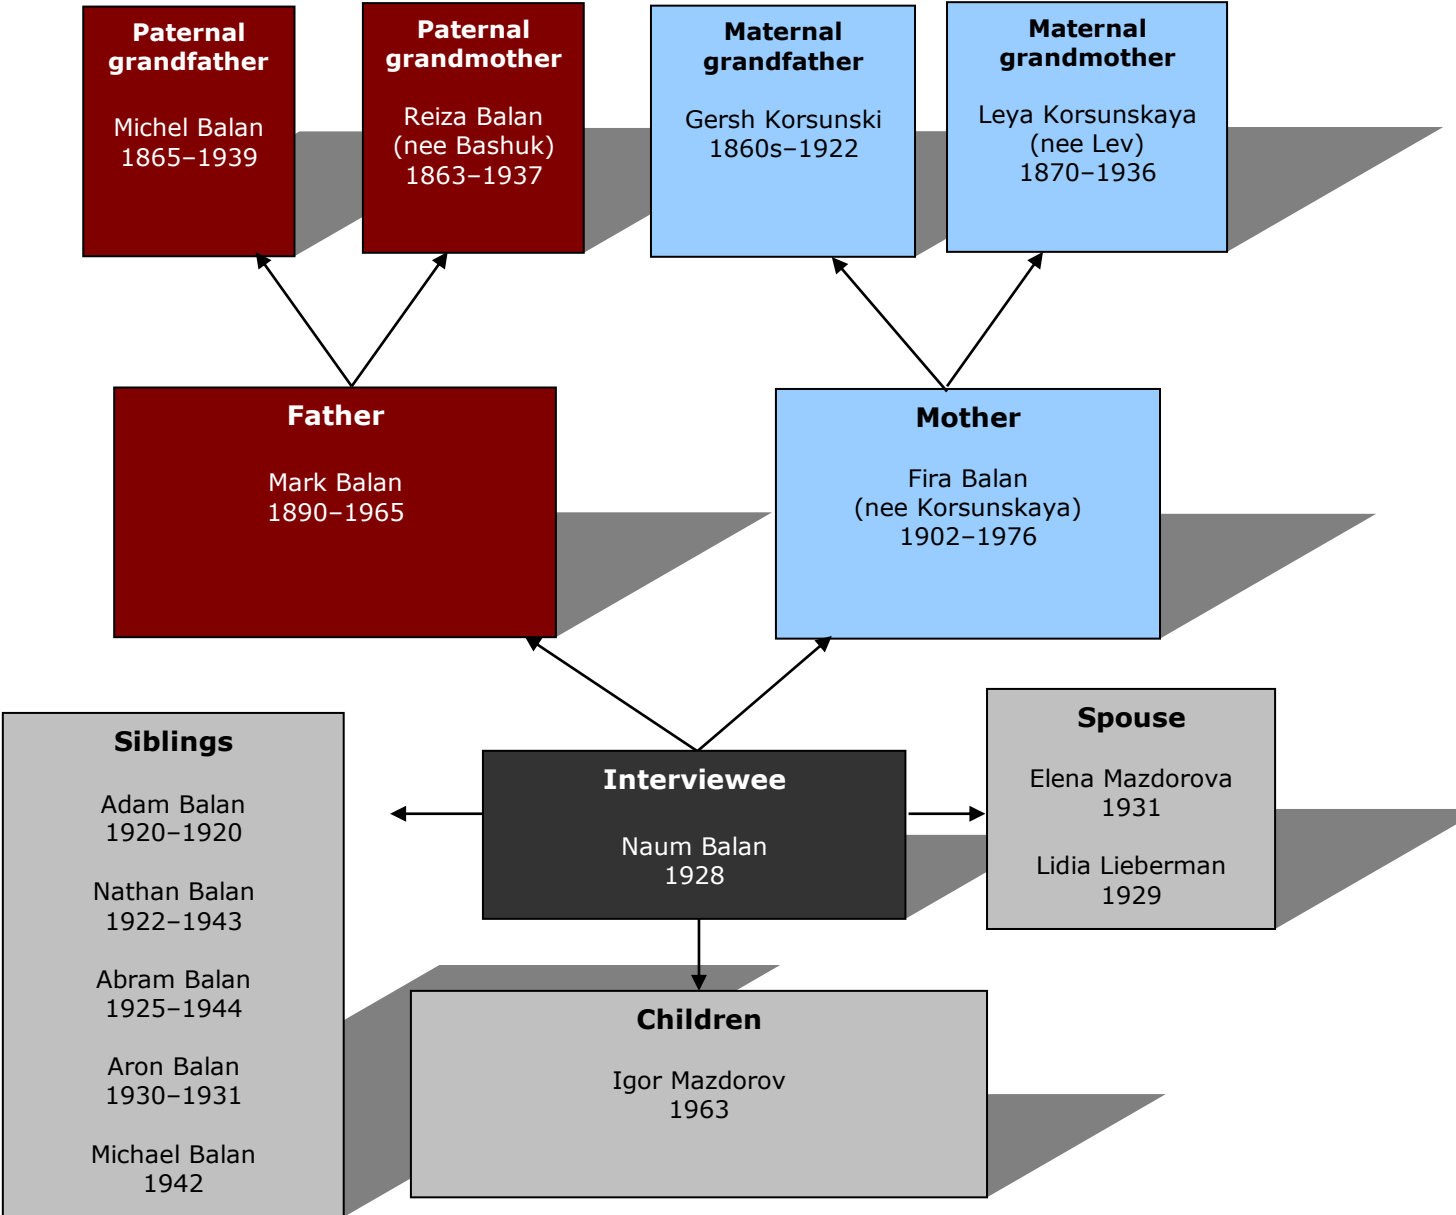 Paternal
grandfather
Michel Balan
1865–1939
Paternal
grandmother
Reiza Balan
(nee Bashuk)
1863–1937
Maternal
grandfather
Gersh Korsunski
1860s–1922
Maternal
grandmother
Leya Korsunskaya
(nee Lev)
1870–1936
Father
Mark Balan
1890–1965
Mother
Fira Balan
(nee Korsunskaya)
1902–1976
Siblings
Adam Balan
1920–1920
Nathan Balan
1922–1943
Abram Balan
1925–1944
Aron Balan
1930–1931
Michael Balan
1942
Interviewee
Naum Balan
1928
Spouse
Elena Mazdorova
1931
Lidia Lieberman
1929
Children
Igor Mazdorov
1963